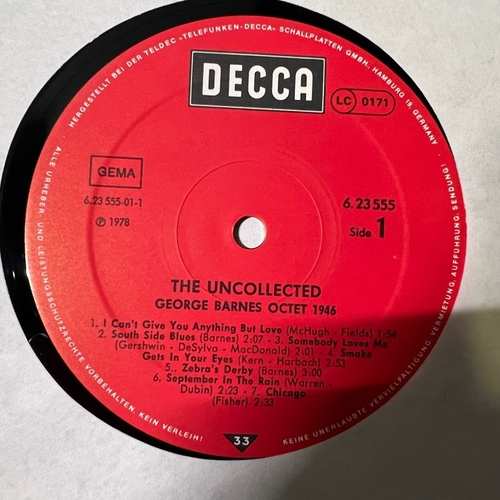 HERGESTELLT BEI DER TELDEC »TELEFUNKEN-DECCA« SCHALLPLATTEN GMBH, HAMBURG 19, GERMANY
DECCA
LC 0171
GEMA
6.23 555-01-1
℗ 1978
6.23555
Side 1
THE UNCOLLECTED
GEORGE BARNES OCTET 1946
1. I Can't Give You Anything But Love (McHugh - Fields) 1:54
2. South Side Blues (Barnes) 2:07 - 3. Somebody Loves Me
(Gershwin - DeSylva - MacDonald) 2:01 - 4. Smoke
Gets In Your Eyes (Kern - Harbach) 2:53
5.. Zebra's Derby (Barnes) 3:00
6. September In The Rain (Warren
Dubin) 2:23 - 7. Chicago
(Fisher) 2:33
33
ALLE URHEBER- UND LEISTUNGSSCHUTZRECHTE VORBEHALTEN. KEIN VERLEIH!
KEINE UNERLAUBTE VERVIELFÄLTIGUNG, VERMIETUNG, AUFFÜHRUNG, SENDUNG!